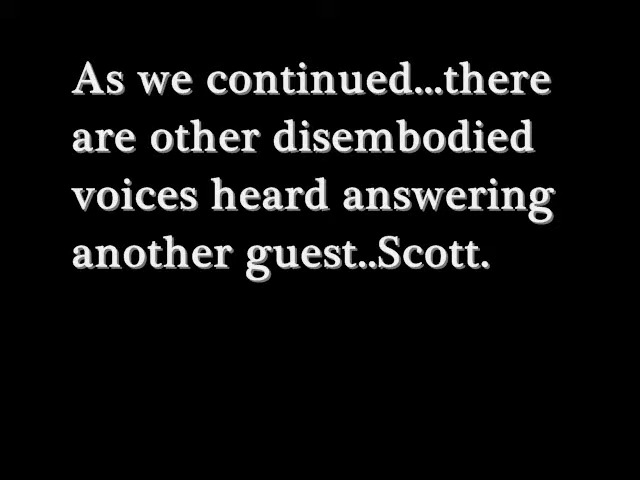 As we continued...there
are other disembodied
voices heard answering
another guest..Scott.